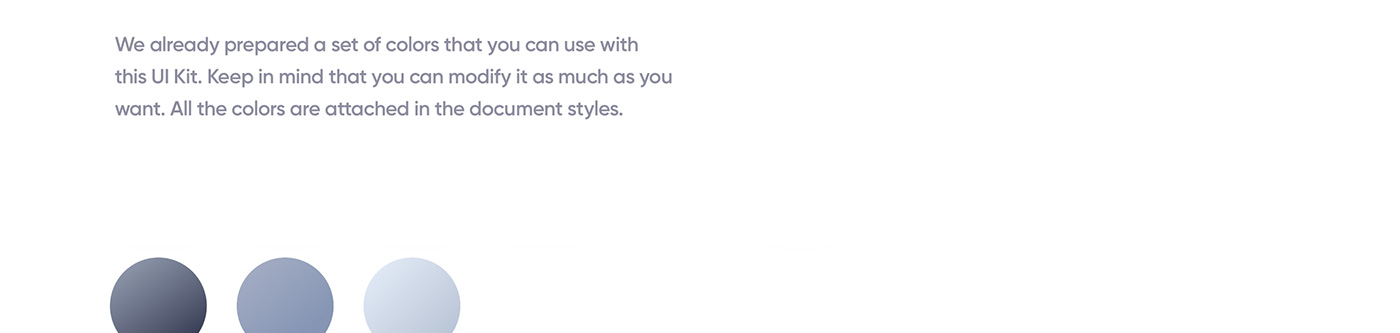 We already prepared a set of colors that you can use with
this UI Kit. Keep in mind that you can modify it as much as you
want. All the colors are attached in the document styles.